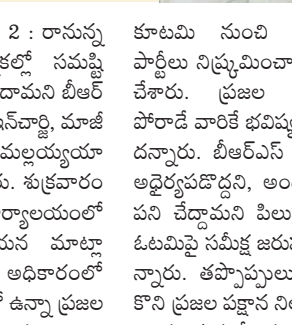 2 : రానున్న
కల్లో సమష్టి
దామని బీఆర్
ఇన్‌చార్జి, మాజీ
మల్లయ్యయా
రు. శుక్రవారం
ర్యాలయంలో
యన మాట్లా
అధికారంలో
ఉన్నా ప్రజల
కూటమి నుంచి
పార్టీలు నిష్క్రమించా
చేశారు. ప్రజల
పోరాడే వారికే భవిష్య
దన్నారు. బీఆర్ఎస్
అధైర్యపడొద్దని, అం
పని చేద్దామని పిలు
ఓటమిపై సమీక్ష జరు
న్నారు. తప్పొప్పులు
కొని ప్రజల పక్షాన ని